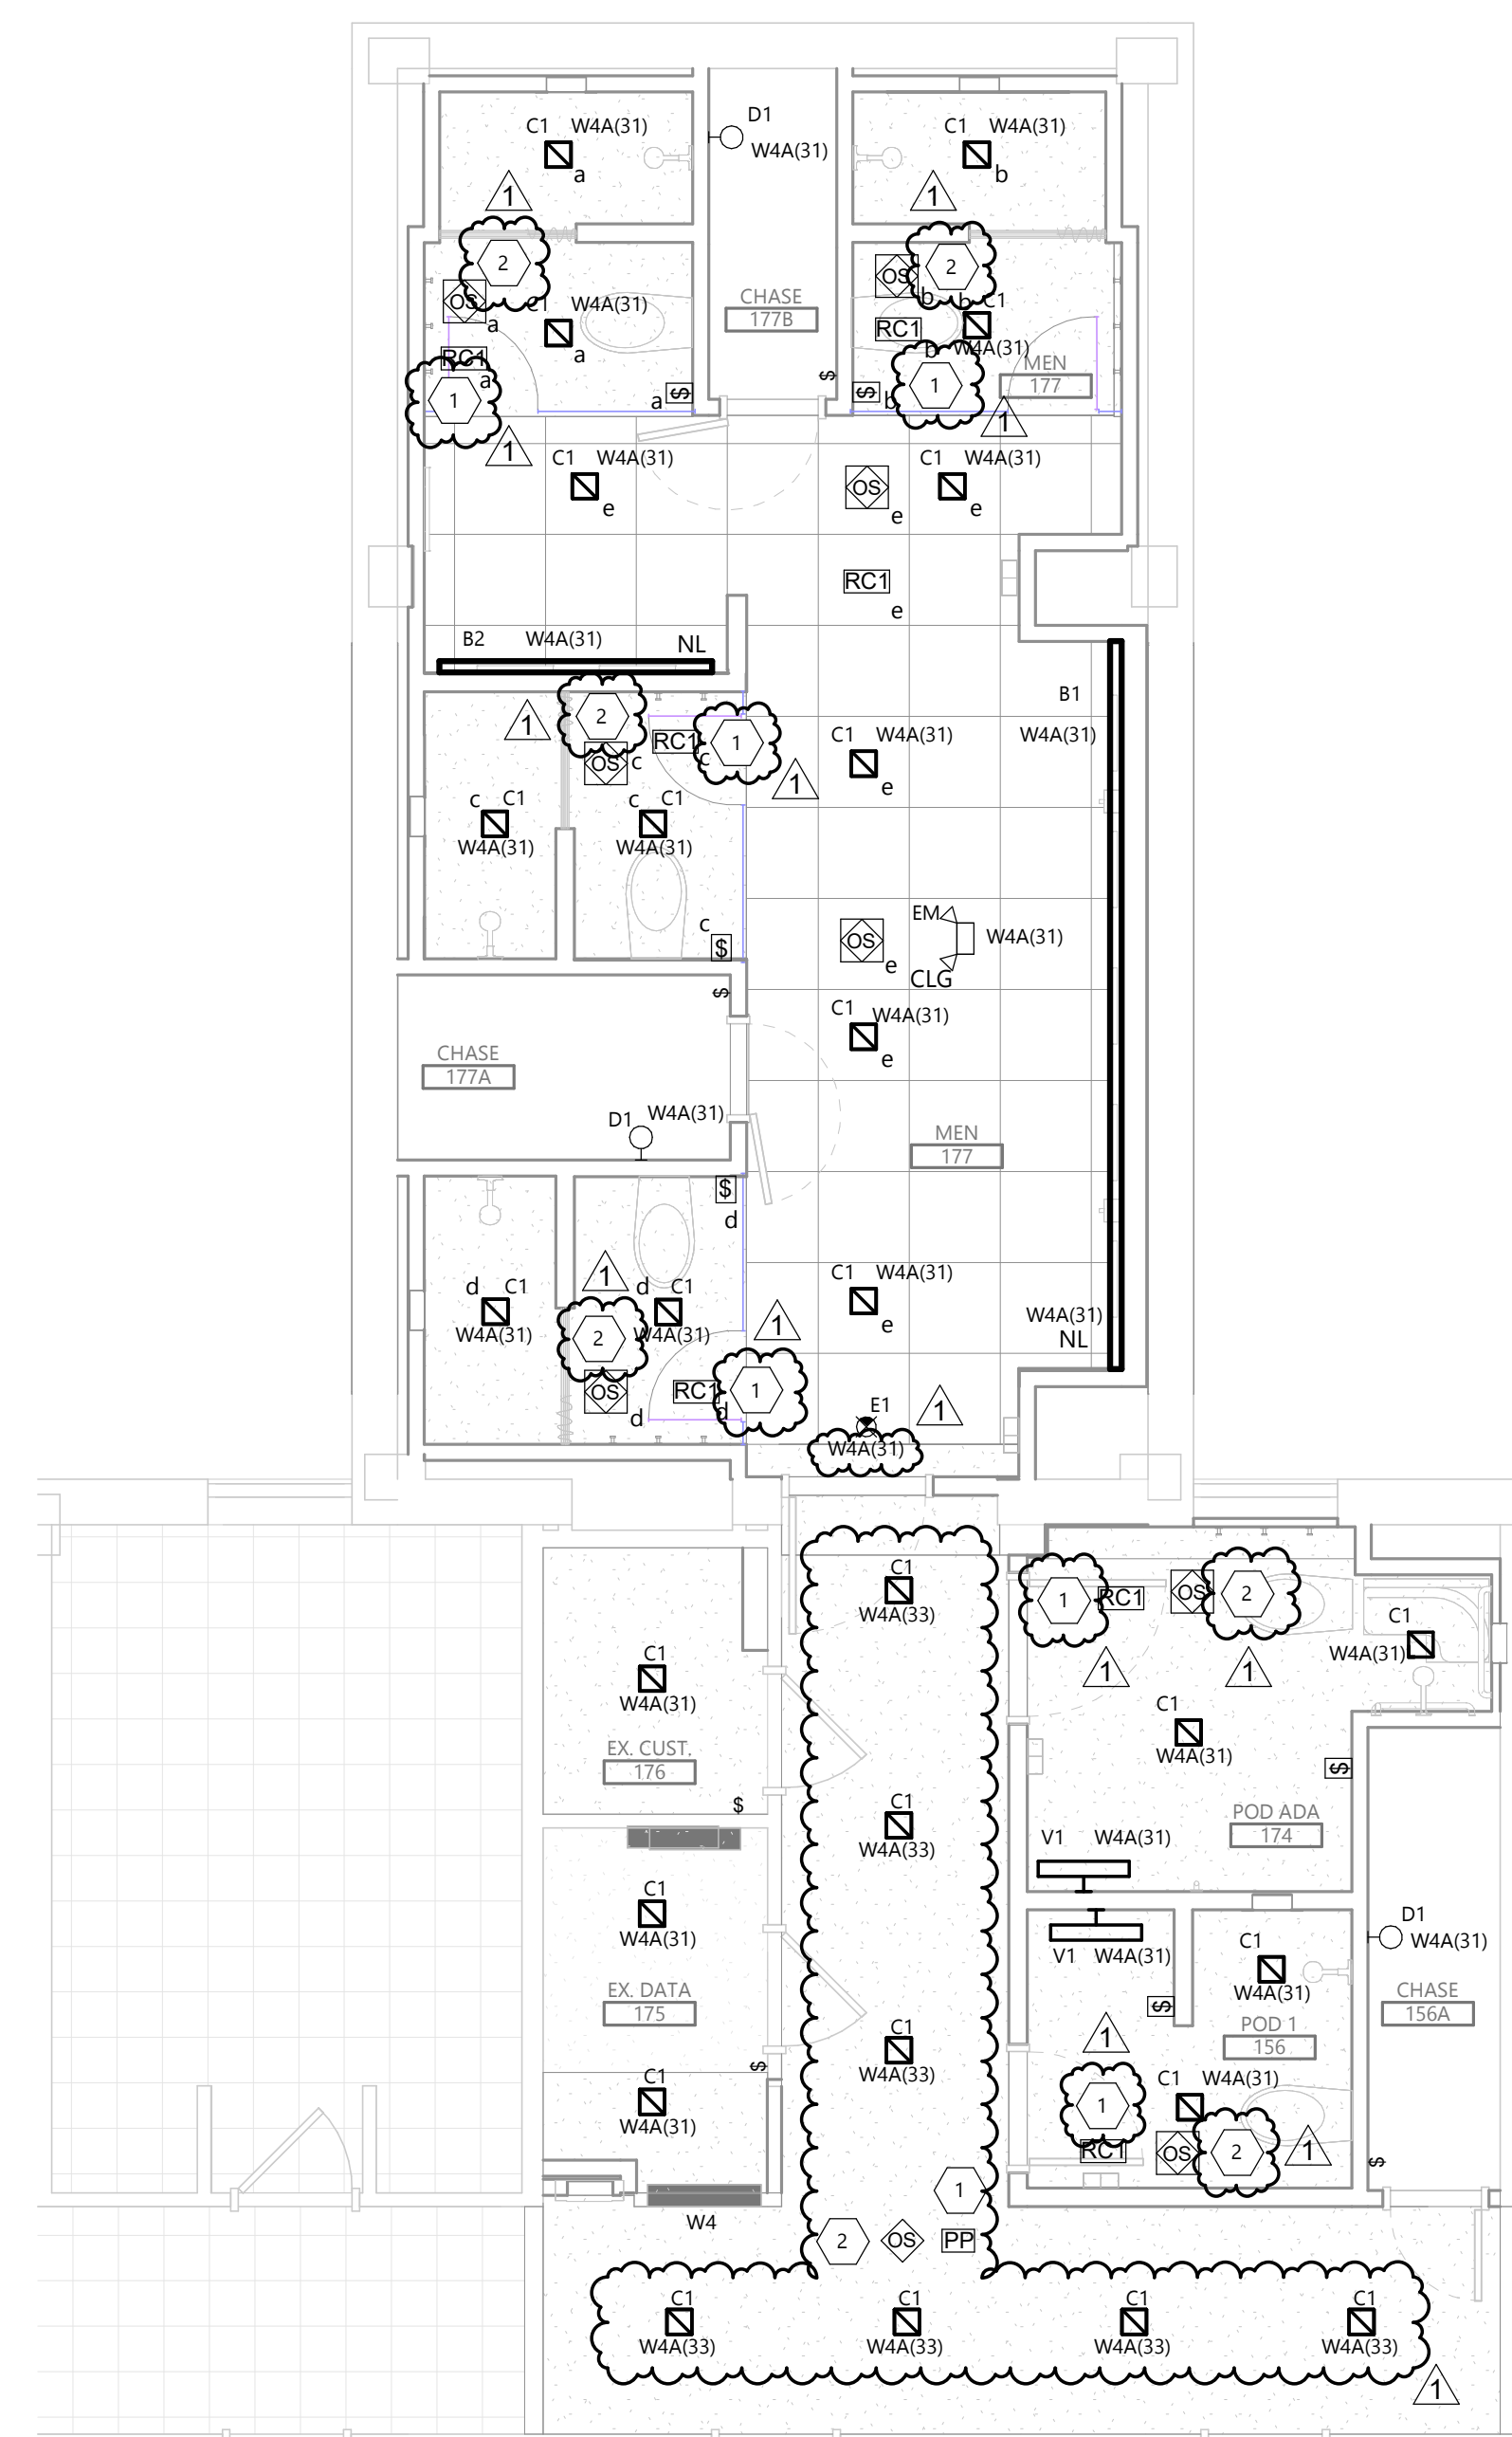 C1 W4A(31)
a
D1
W4A(31)
C1 W4A(31)
b
1
1
2
2
OS
a
C1 W4A(31)
a
CHASE
177B
OS
b
b C1
RC1
b
W4A(31)
RC1
a
1
a $
$
$ b
1
MEN
177
1
1
C1 W4A(31)
e
OS
e
C1 W4A(31)
e
RC1
e
B2 W4A(31) NL
B1
W4A(31)
1
2
RC1
c
1
OS c
1
C1 W4A(31)
e
c C1
W4A(31)
c C1
W4A(31)
c
$
EM
OS
e
W4A(31)
CLG
$
C1
W4A(31)
e
CHASE
177A
D1 W4A(31)
MEN
177
$
d
1
d C1
W4A(31)
d C1
W4A(31)
2
C1 W4A(31)
e
W4A(31)
NL
1
OS
d
RC1
d
1
E1
W4A(31)
1
C1
W4A(33)
1
RC1
OS
2
C1
W4A(31)
1
1
C1
W4A(31)
C1
W4A(31)
$
EX. CUST.
176
$
C1
W4A(33)
POD ADA
174
V1 W4A(31)
C1
W4A(31)
V1 W4A(31)
C1
W4A(31)
D1
W4A(31)
EX. DATA
175
$
CHASE
156A
POD 1
156
1
$
C1
W4A(33)
C1
W4A(31)
1
C1 W4A(31)
RC1
OS
2
1
$
1
W4
2
OS
PP
C1
W4A(33)
C1
W4A(33)
C1
W4A(33)
C1
W4A(33)
1